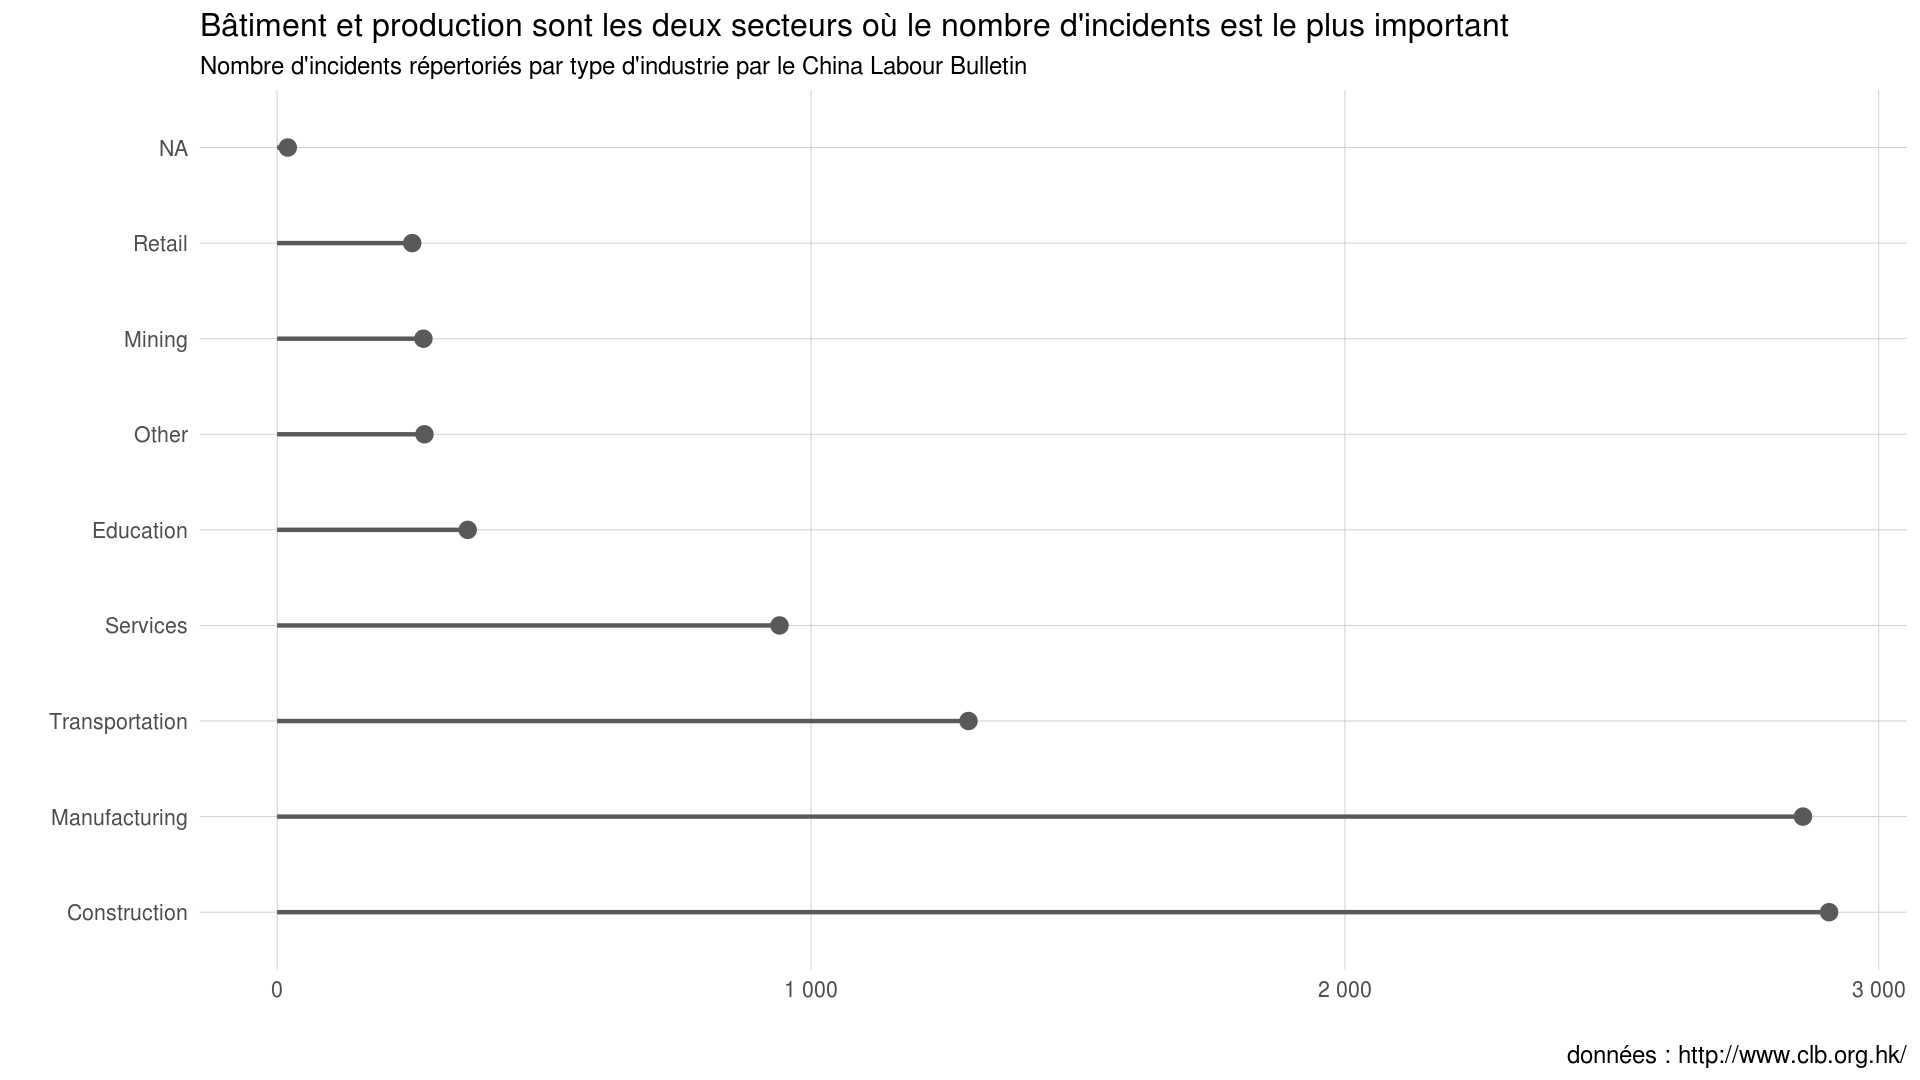 Bâtiment et production sont les deux secteurs où le nombre d'incidents est le plus important
Nombre d'incidents répertoriés par type d'industrie par le China Labour Bulletin
NA
Retail
Mining
Other
Education
Services
Transportation
Manufacturing
Construction
0 1 000 2 000 3 000
données : http://www.clb.org.hk/